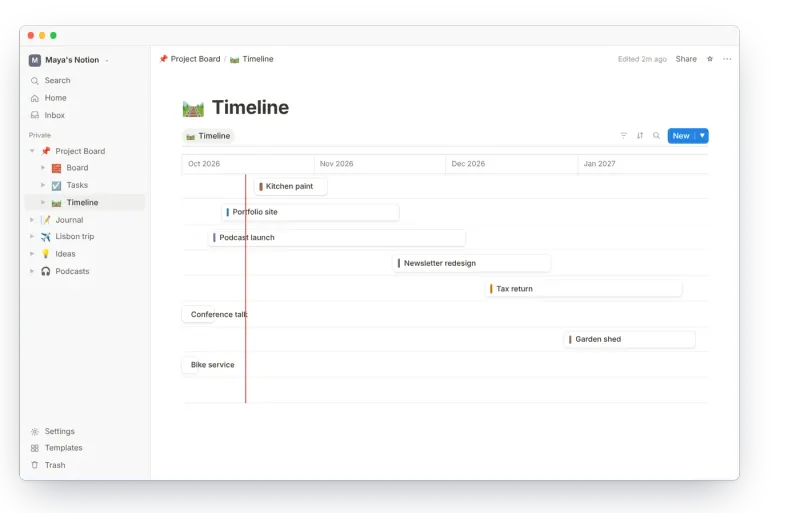 M Maya's Notion
Search
Home
Inbox
Private
Project Board
Board
Tasks
Timeline
Journal
Lisbon trip
Ideas
Podcasts
Settings
Templates
Trash
Project Board / Timeline
Edited 2m ago Share
Timeline
Timeline
New
Oct 2026 Nov 2026 Dec 2026 Jan 2027
Kitchen paint
Portfolio site
Podcast launch
Newsletter redesign
Tax return
Conference talk
Garden shed
Bike service